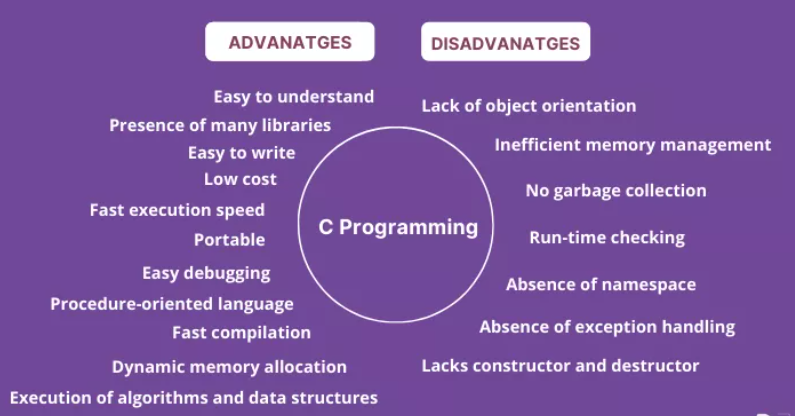 ADVANATGES
DISADVANATGES
Easy to understand
Presence of many libraries
Easy to write
Low cost
Fast execution speed
Portable
Easy debugging
Procedure-oriented language
Fast compilation
Dynamic memory allocation
Execution of algorithms and data structures
C Programming
Lack of object orientation
Inefficient memory management
No garbage collection
Run-time checking
Absence of namespace
Absence of exception handling
Lacks constructor and destructor